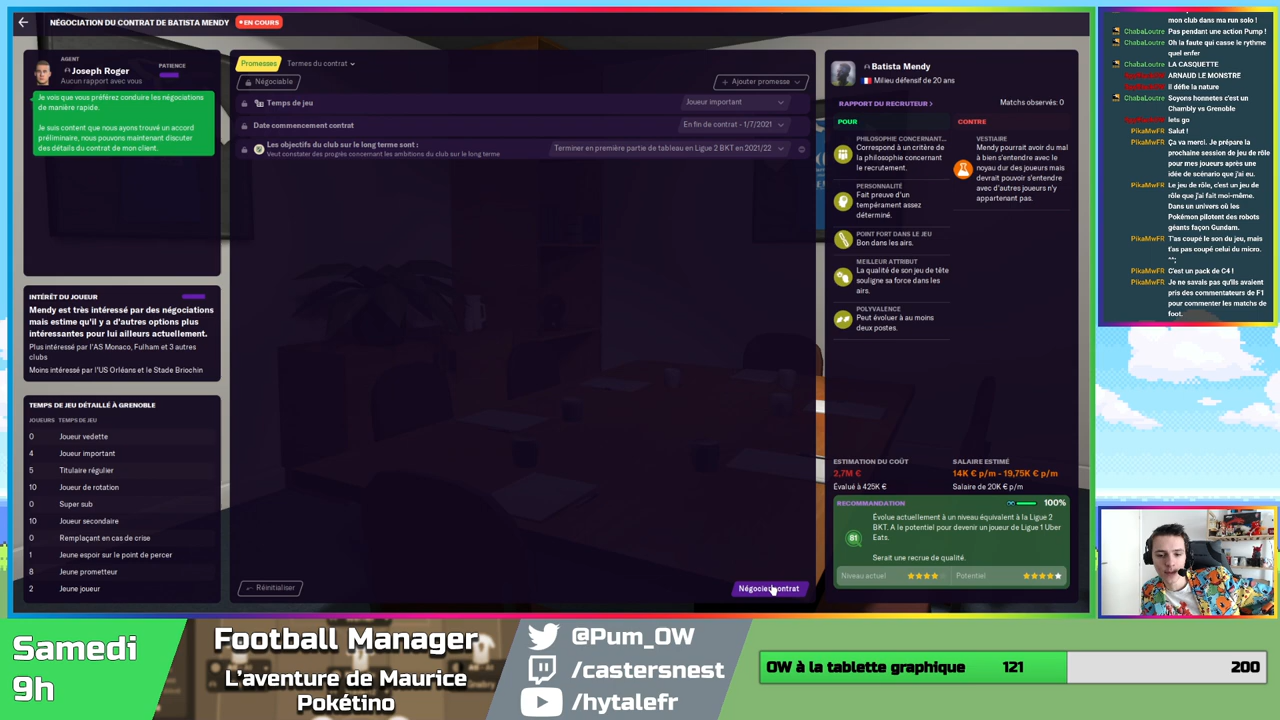 NÉGOCIATION DU CONTRAT DE BATISTA MENDY
EN COURS
AGENT
Joseph Roger
Aucun rapport avec vous
PATIENCE
Je vois que vous préférez conduire les négociations
de manière rapide.
Je suis content que nous ayons trouvé un accord
préliminaire, nous pouvons maintenant discuter
des détails du contrat de mon client.
INTÉRÊT DU JOUEUR
Mendy est très intéressé par des négociations
mais estime qu'il y a d'autres options plus
intéressantes pour lui ailleurs actuellement.
Plus intéressé par l'AS Monaco, Fulham et 3 autres
clubs
Moins intéressé par l'US Orléans et le Stade Briochin
TEMPS DE JEU DÉTAILLÉ À GRENOBLE
JOUEURS TEMPS DE JEU
0 Joueur vedette
4 Joueur important
5 Titulaire régulier
10 Joueur de rotation
0 Super sub
10 Joueur secondaire
0 Remplaçant en cas de crise
1 Jeune espoir sur le point de percer
8 Jeune prometteur
2 Jeune joueur
Promesses
Termes du contrat
Négociable
Ajouter promesse
Temps de jeu
Joueur important
Date commencement contrat
En fin de contrat - 1/7/2021
Les objectifs du club sur le long terme sont :
Veut constater des progrès concernant les ambitions du club sur le long terme
Terminer en première partie de tableau en Ligue 2 BKT en 2021/22
Réinitialiser
Négocier contrat
Batista Mendy
Milieu défensif de 20 ans
RAPPORT DU RECRUTEUR >
Matchs observés: 0
POUR
PHILOSOPHIE CONCERNANT...
Correspond à un critère de
la philosophie concernant
le recrutement.
PERSONNALITÉ
Fait preuve d'un
tempérament assez
déterminé.
POINT FORT DANS LE JEU
Bon dans les airs.
MEILLEUR ATTRIBUT
La qualité de son jeu de tête
souligne sa force dans les
airs.
POLYVALENCE
Peut évoluer à au moins
deux postes.
CONTRE
VESTIAIRE
Mendy pourrait avoir du mal
à bien s'entendre avec le
noyau dur des joueurs mais
devrait pouvoir s'entendre
avec d'autres joueurs n'y
appartenant pas.
ESTIMATION DU COÛT
2,7M €
Évalué à 425K €
SALAIRE ESTIMÉ
14K € p/m - 19,75K € p/m
Salaire de 20K € p/m
RECOMMANDATION
100%
81
Évolue actuellement à un niveau équivalent à la Ligue 2
BKT. A le potentiel pour devenir un joueur de Ligue 1 Uber
Eats.
Serait une recrue de qualité.
Niveau actuel
Potentiel
mon club dans ma run solo !
ChabaLoutre Pas pendant une action Pump !
ChabaLoutre Oh la faute qui casse le rythme
quel enfer
ChabaLoutre LA CASQUETTE
ARNAUD LE MONSTRE
Il défie la nature
ChabaLoutre Soyons honnetes c'est un
Chambly vs Grenoble
lets go
PikaMwFR Salut !
PikaMwFR Ça va merci. Je prépare la
prochaine session de jeu de rôle
pour mes joueurs après une
idée de scénario que j'ai eu.
PikaMwFR Le jeu de rôle, c'est un jeu de
rôle que j'ai fait moi-même.
Dans un univers où les
Pokémon pilotent des robots
géants façon Gundam.
PikaMwFR T'as coupé le son du jeu, mais
t'as pas coupé celui du micro.
^^;
PikaMwFR C'est un pack de C4 !
PikaMwFR Je ne savais pas qu'ils avaient
pris des commentateurs de F1
pour commenter les matchs de
foot.
Samedi
9h
Football Manager
L'aventure de Maurice
Pokétino
@Pum_OW
/castersnest
/hytalefr
OW à la tablette graphique 121 200